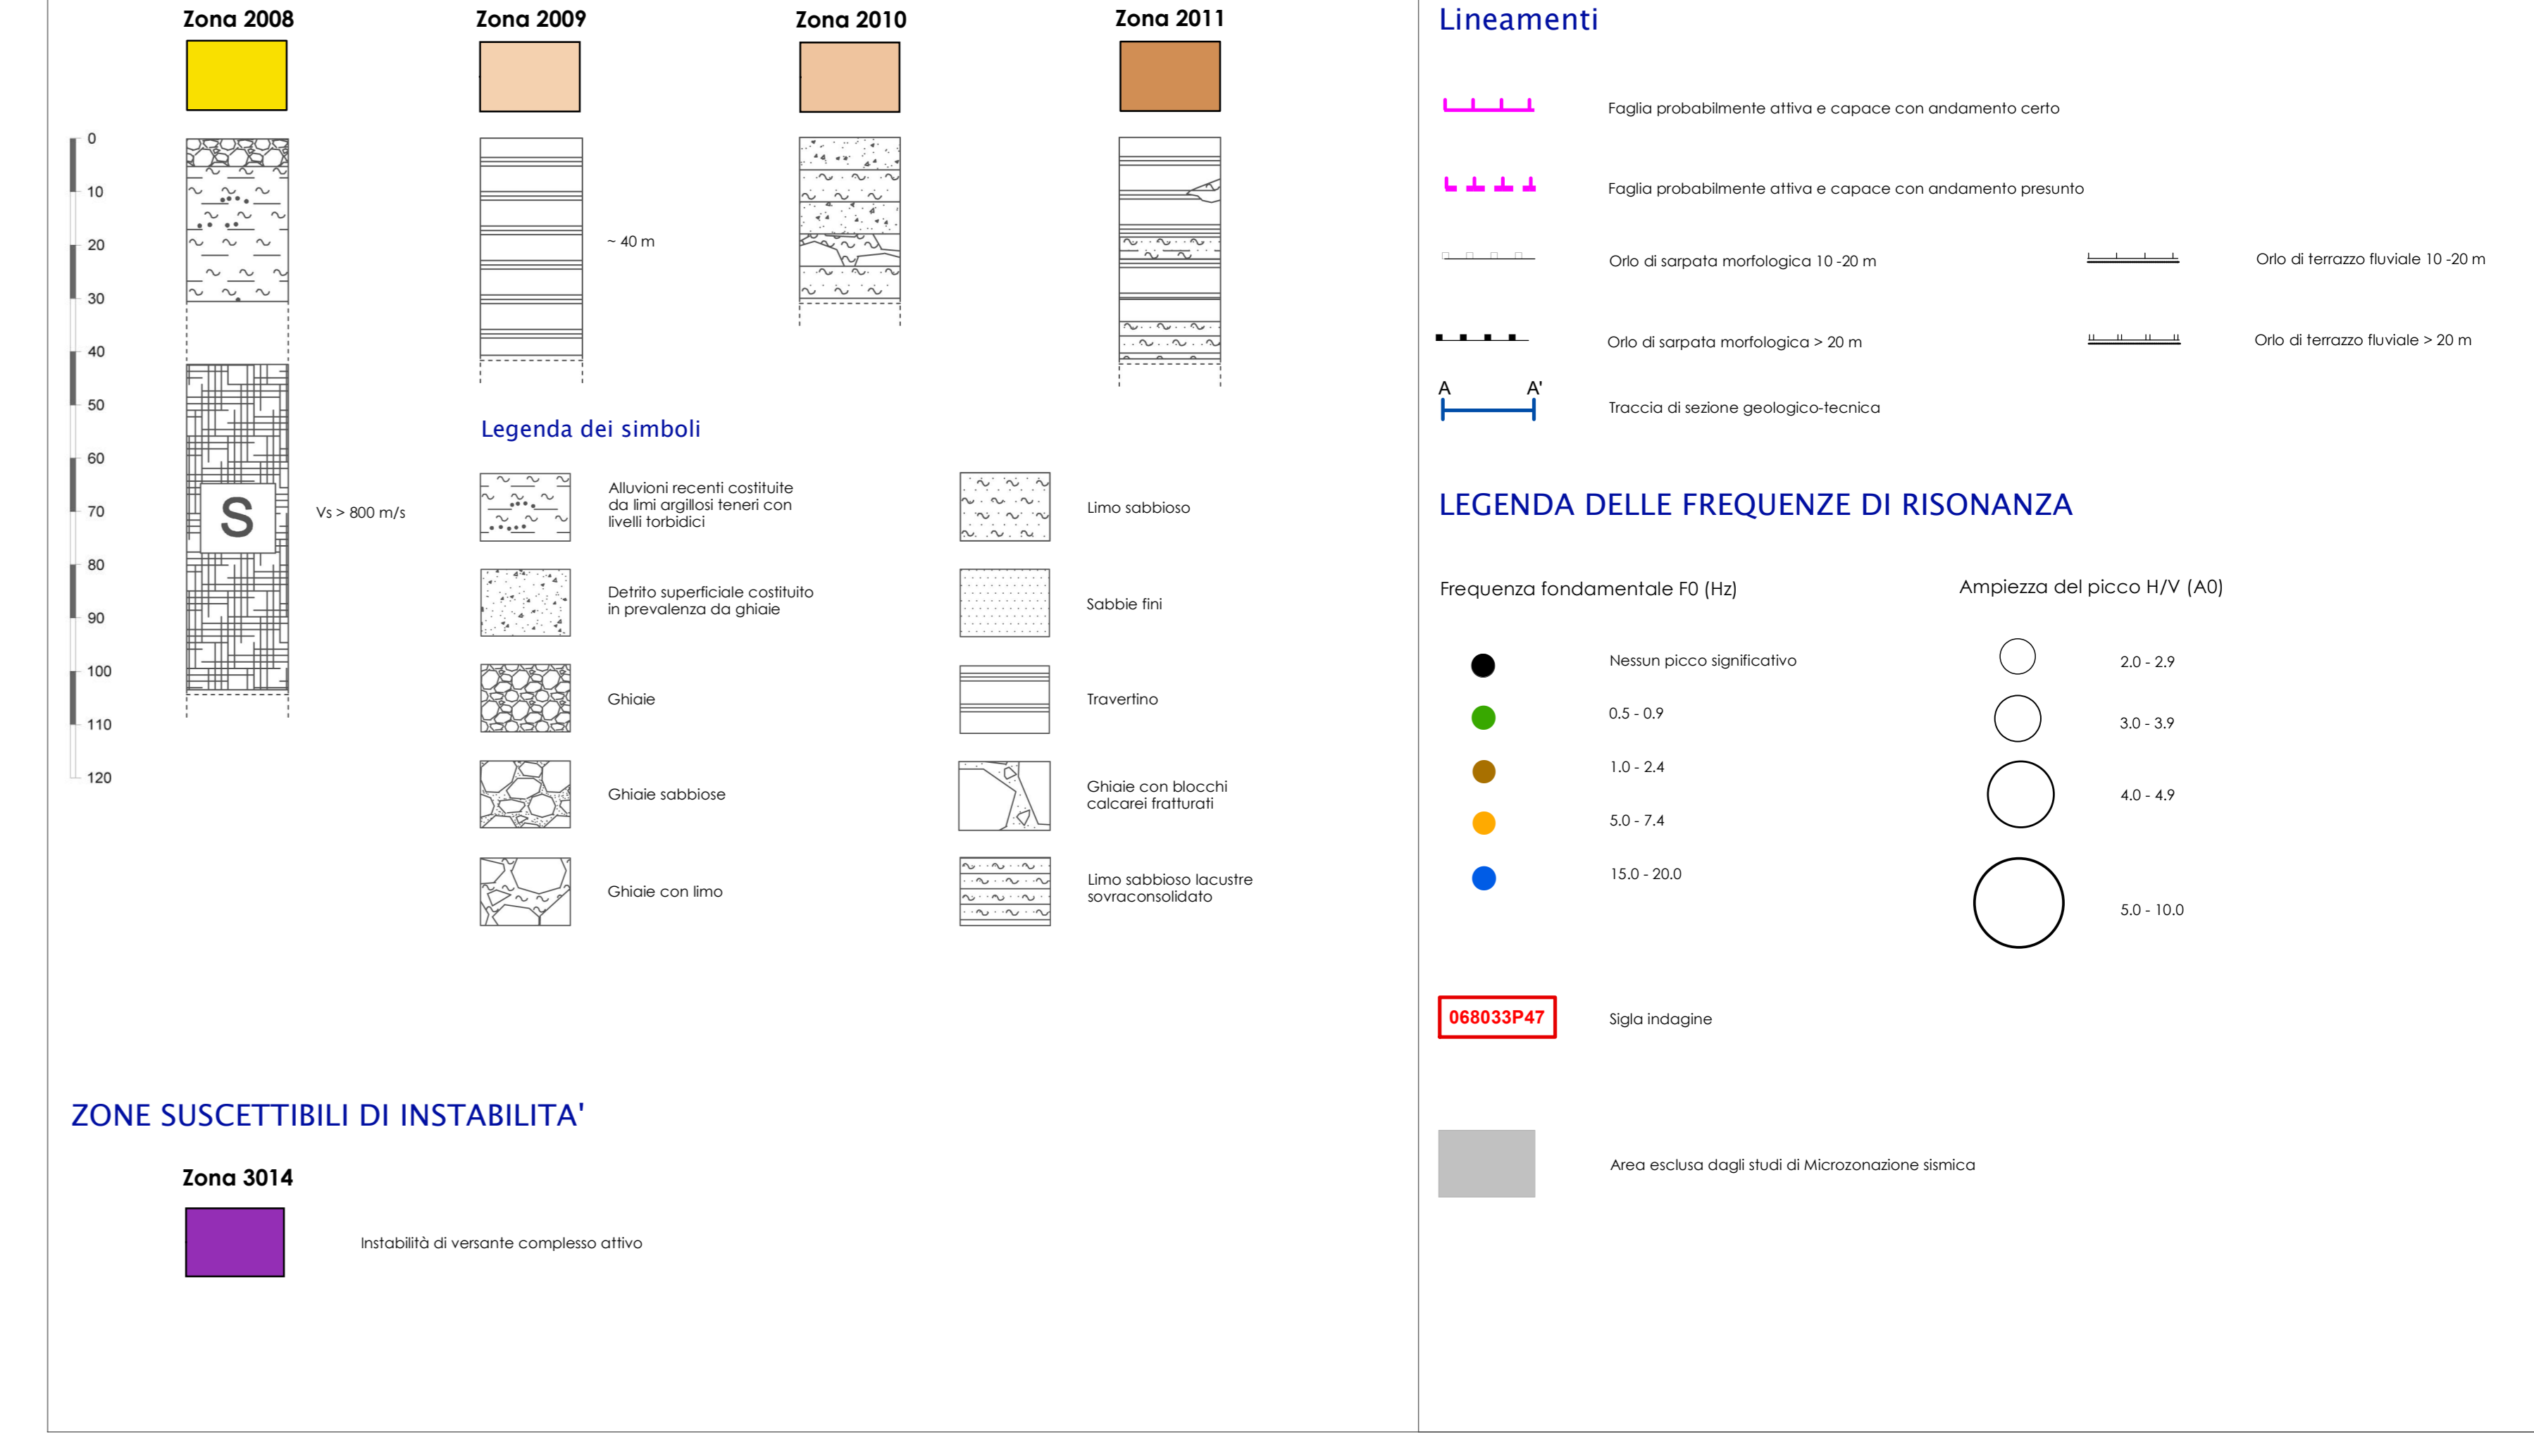 Zona 2008
Zona 2009
Zona 2010
Zona 2011
0
10
20
30
40
50
60
70
80
90
100
110
120
S
Vs > 800 m/s
~ 40 m
Legenda dei simboli
Alluvioni recenti costituite
da limi argillosi teneri con
livelli torbidici
Detrito superficiale costituito
in prevalenza da ghiaie
Ghiaie
Ghiaie sabbiose
Ghiaie con limo
Limo sabbioso
Sabbie fini
Travertino
Ghiaie con blocchi
calcarei fratturati
Limo sabbioso lacustre
sovraconsolidato
ZONE SUSCETTIBILI DI INSTABILITA'
Zona 3014
Instabilità di versante complesso attivo
Lineamenti
Faglia probabilmente attiva e capace con andamento certo
Faglia probabilmente attiva e capace con andamento presunto
Orlo di sarpata morfologica 10 -20 m
Orlo di terrazzo fluviale 10 -20 m
Orlo di sarpata morfologica > 20 m
Orlo di terrazzo fluviale > 20 m
A A'
Traccia di sezione geologico-tecnica
LEGENDA DELLE FREQUENZE DI RISONANZA
Frequenza fondamentale F0 (Hz)
Nessun picco significativo
0.5 - 0.9
1.0 - 2.4
5.0 - 7.4
15.0 - 20.0
Ampiezza del picco H/V (A0)
2.0 - 2.9
3.0 - 3.9
4.0 - 4.9
5.0 - 10.0
068033P47
Sigla indagine
Area esclusa dagli studi di Microzonazione sismica